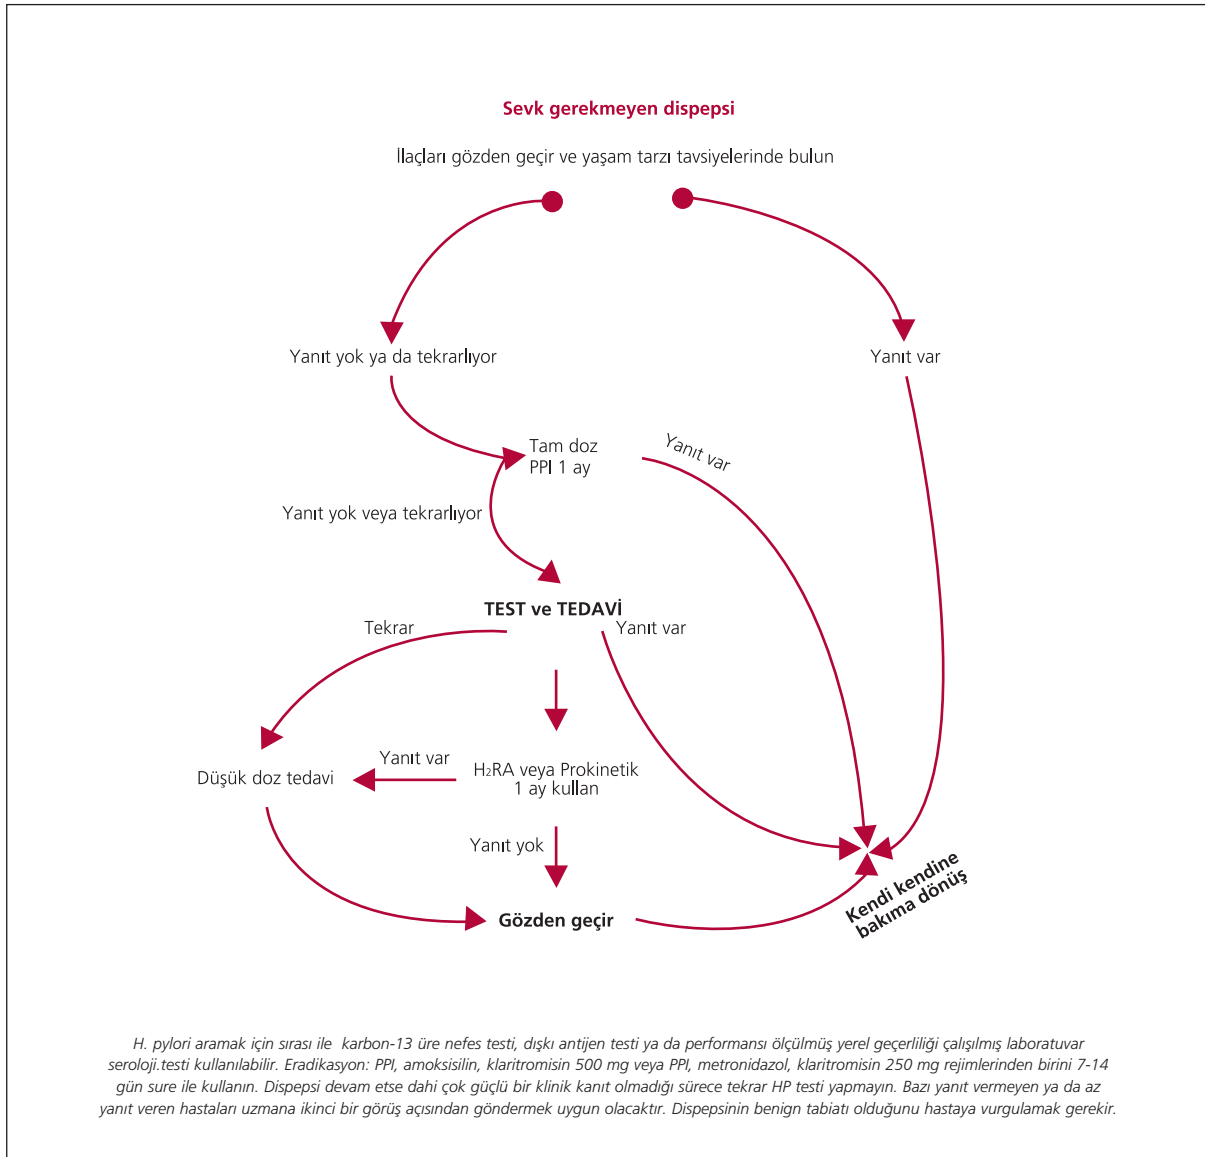 Sevk gerekmeyen dispepsi
İlaçları gözden geçir ve yaşam tarzı tavsiyelerinde bulun
Yanıt yok ya da tekrarlıyor
Yanıt var
Tam doz
PPI 1 ay
Yanıt var
Yanıt yok veya tekrarlıyor
TEST ve TEDAVİ
Tekrar
Yanıt var
Düşük doz tedavi
Yanıt var
H₂RA veya Prokinetik
1 ay kullan
Yanıt yok
Gözden geçir
Kendi kendine
bakıma dönüş
H. pylori aramak için sırası ile karbon-13 üre nefes testi, dışkı antijen testi ya da performansı ölçülmüş yerel geçerliliği çalışılmış laboratuvar
seroloji.testi kullanılabilir. Eradikasyon: PPI, amoksisilin, klaritromisin 500 mg veya PPI, metronidazol, klaritromisin 250 mg rejimlerinden birini 7-14
gün sure ile kullanın. Dispepsi devam etse dahi çok güçlü bir klinik kanıt olmadığı sürece tekrar HP testi yapmayın. Bazı yanıt vermeyen ya da az
yanıt veren hastaları uzmana ikinci bir görüş açısından göndermek uygun olacaktır. Dispepsinin benign tabiatı olduğunu hastaya vurgulamak gerekir.